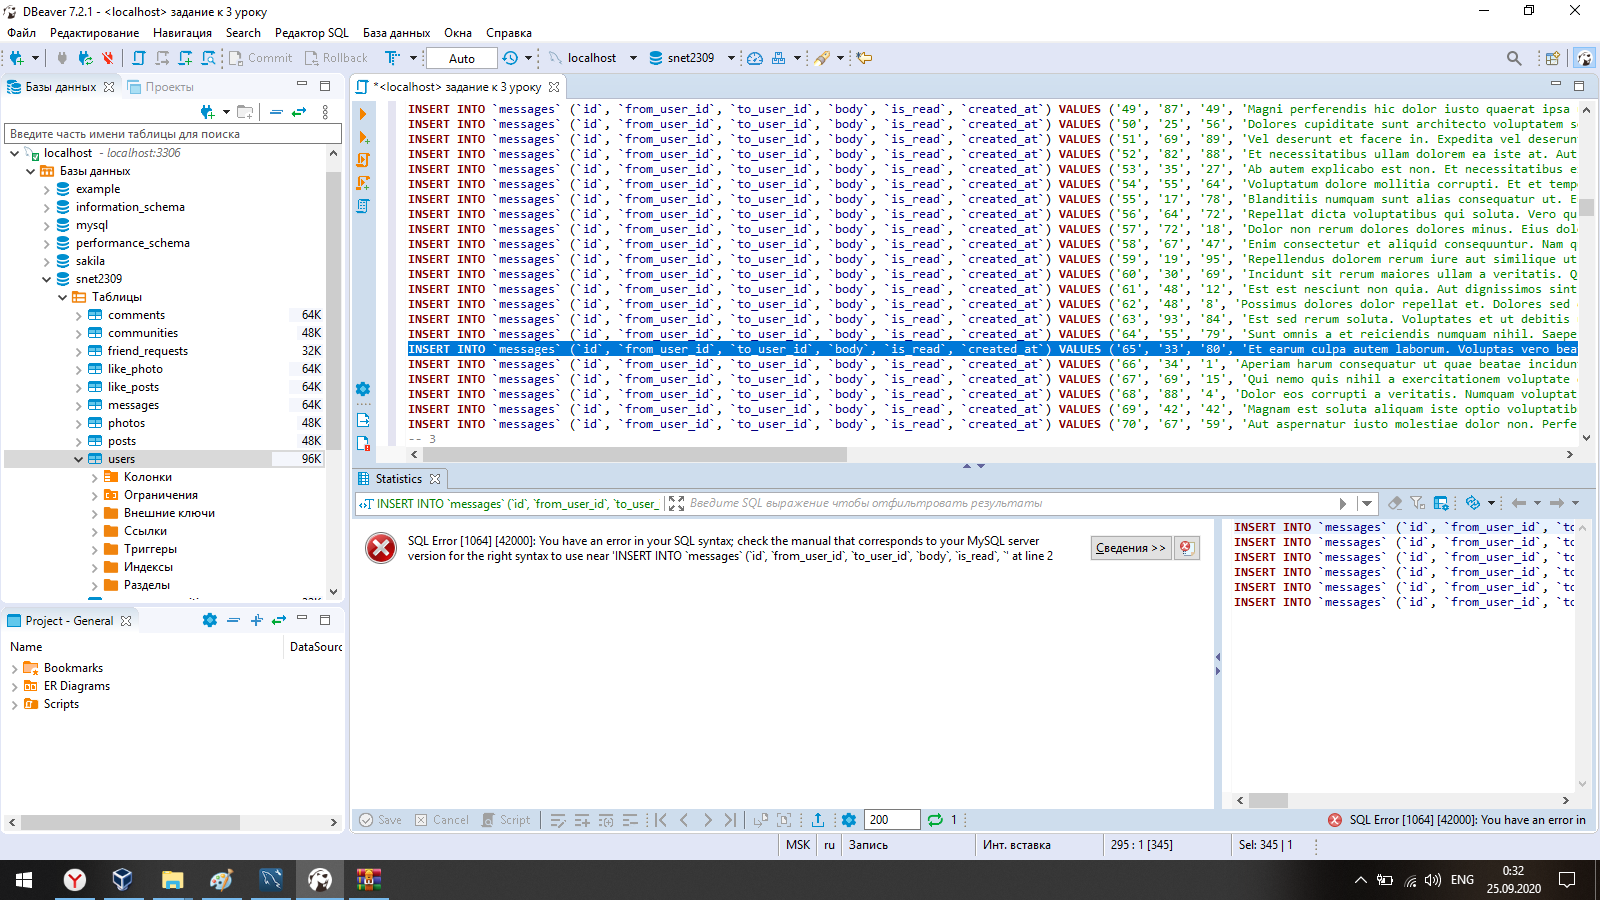 DBeaver 7.2.1 - <localhost> задание к 3 уроку
Файл Редактирование Навигация Search Редактор SQL База данных Окна Справка
Commit Rollback Auto localhost snet2309
Базы данных Проекты
*<localhost> задание к 3 уроку
Введите часть имени таблицы для поиска
localhost - localhost:3306
Базы данных
example
information_schema
mysql
performance_schema
sakila
snet2309
Таблицы
comments 64K
communities 48K
friend_requests 32K
like_photo 64K
like_posts 64K
messages 64K
photos 48K
posts 48K
users 96K
Колонки
Ограничения
Внешние ключи
Ссылки
Триггеры
Индексы
Разделы
Project - General
Name DataSourc
Bookmarks
ER Diagrams
Scripts
INSERT INTO `messages` (`id`, `from_user_id`, `to_user_id`, `body`, `is_read`, `created_at`) VALUES ('49', '87', '49', 'Magni perferendis hic dolor iusto quaerat ipsa
INSERT INTO `messages` (`id`, `from_user_id`, `to_user_id`, `body`, `is_read`, `created_at`) VALUES ('50', '25', '56', 'Dolores cupiditate sunt architecto voluptatem s
INSERT INTO `messages` (`id`, `from_user_id`, `to_user_id`, `body`, `is_read`, `created_at`) VALUES ('51', '69', '89', 'Vel deserunt et facere in. Expedita vel deserun
INSERT INTO `messages` (`id`, `from_user_id`, `to_user_id`, `body`, `is_read`, `created_at`) VALUES ('52', '82', '88', 'Et necessitatibus ullam dolorem ea iste at. Aut
INSERT INTO `messages` (`id`, `from_user_id`, `to_user_id`, `body`, `is_read`, `created_at`) VALUES ('53', '35', '27', 'Ab autem explicabo est non. Et necessitatibus e
INSERT INTO `messages` (`id`, `from_user_id`, `to_user_id`, `body`, `is_read`, `created_at`) VALUES ('54', '55', '64', 'Voluptatum dolore mollitia corrupti. Et et temp
INSERT INTO `messages` (`id`, `from_user_id`, `to_user_id`, `body`, `is_read`, `created_at`) VALUES ('55', '17', '78', 'Blanditiis numquam sunt alias consequatur ut. E
INSERT INTO `messages` (`id`, `from_user_id`, `to_user_id`, `body`, `is_read`, `created_at`) VALUES ('56', '64', '72', 'Repellat dicta voluptatibus qui soluta. Vero qu
INSERT INTO `messages` (`id`, `from_user_id`, `to_user_id`, `body`, `is_read`, `created_at`) VALUES ('57', '72', '18', 'Dolor non rerum dolores dolores minus. Eius dol
INSERT INTO `messages` (`id`, `from_user_id`, `to_user_id`, `body`, `is_read`, `created_at`) VALUES ('58', '67', '47', 'Enim consectetur et aliquid consequuntur. Nam q
INSERT INTO `messages` (`id`, `from_user_id`, `to_user_id`, `body`, `is_read`, `created_at`) VALUES ('59', '19', '95', 'Repellendus dolorem rerum iure aut similique ut
INSERT INTO `messages` (`id`, `from_user_id`, `to_user_id`, `body`, `is_read`, `created_at`) VALUES ('60', '30', '69', 'Incidunt sit rerum maiores ullam a veritatis. Q
INSERT INTO `messages` (`id`, `from_user_id`, `to_user_id`, `body`, `is_read`, `created_at`) VALUES ('61', '48', '12', 'Est est nesciunt non quia. Aut dignissimos sint
INSERT INTO `messages` (`id`, `from_user_id`, `to_user_id`, `body`, `is_read`, `created_at`) VALUES ('62', '48', '8', 'Possimus dolores dolor repellat et. Dolores sed
INSERT INTO `messages` (`id`, `from_user_id`, `to_user_id`, `body`, `is_read`, `created_at`) VALUES ('63', '93', '84', 'Est sed rerum soluta. Voluptates et ut debitis
INSERT INTO `messages` (`id`, `from_user_id`, `to_user_id`, `body`, `is_read`, `created_at`) VALUES ('64', '55', '79', 'Sunt omnis a et reiciendis numquam nihil. Saepe
INSERT INTO `messages` (`id`, `from_user_id`, `to_user_id`, `body`, `is_read`, `created_at`) VALUES ('65', '33', '80', 'Et earum culpa autem laborum. Voluptas vero bea
INSERT INTO `messages` (`id`, `from_user_id`, `to_user_id`, `body`, `is_read`, `created_at`) VALUES ('66', '34', '1', 'Aperiam harum consequatur ut quae beatae incidun
INSERT INTO `messages` (`id`, `from_user_id`, `to_user_id`, `body`, `is_read`, `created_at`) VALUES ('67', '69', '15', 'Qui nemo quis nihil a exercitationem voluptate
INSERT INTO `messages` (`id`, `from_user_id`, `to_user_id`, `body`, `is_read`, `created_at`) VALUES ('68', '88', '4', 'Dolor eos corrupti a veritatis. Numquam voluptat
INSERT INTO `messages` (`id`, `from_user_id`, `to_user_id`, `body`, `is_read`, `created_at`) VALUES ('69', '42', '42', 'Magnam est soluta aliquam iste optio voluptatib
INSERT INTO `messages` (`id`, `from_user_id`, `to_user_id`, `body`, `is_read`, `created_at`) VALUES ('70', '67', '59', 'Aut aspernatur iusto molestiae dolor non. Perfe
-- 3
Statistics
INSERT INTO `messages` (`id`, `from_user_id`, `to_user_ Введите SQL выражение чтобы отфильтровать результаты
SQL Error [1064] [42000]: You have an error in your SQL syntax; check the manual that corresponds to your MySQL server
version for the right syntax to use near 'INSERT INTO `messages` (`id`, `from_user_id`, `to_user_id`, `body`, `is_read`, `' at line 2
Сведения >>
INSERT INTO `messages` (`id`, `from_user_id`, `to
INSERT INTO `messages` (`id`, `from_user_id`, `to
INSERT INTO `messages` (`id`, `from_user_id`, `to
INSERT INTO `messages` (`id`, `from_user_id`, `to
INSERT INTO `messages` (`id`, `from_user_id`, `to
INSERT INTO `messages` (`id`, `from_user_id`, `to
Save Cancel Script 200 1
SQL Error [1064] [42000]: You have an error in
MSK ru Запись Инт. вставка 295 : 1 [345] Sel: 345 | 1
ENG 0:32
25.09.2020